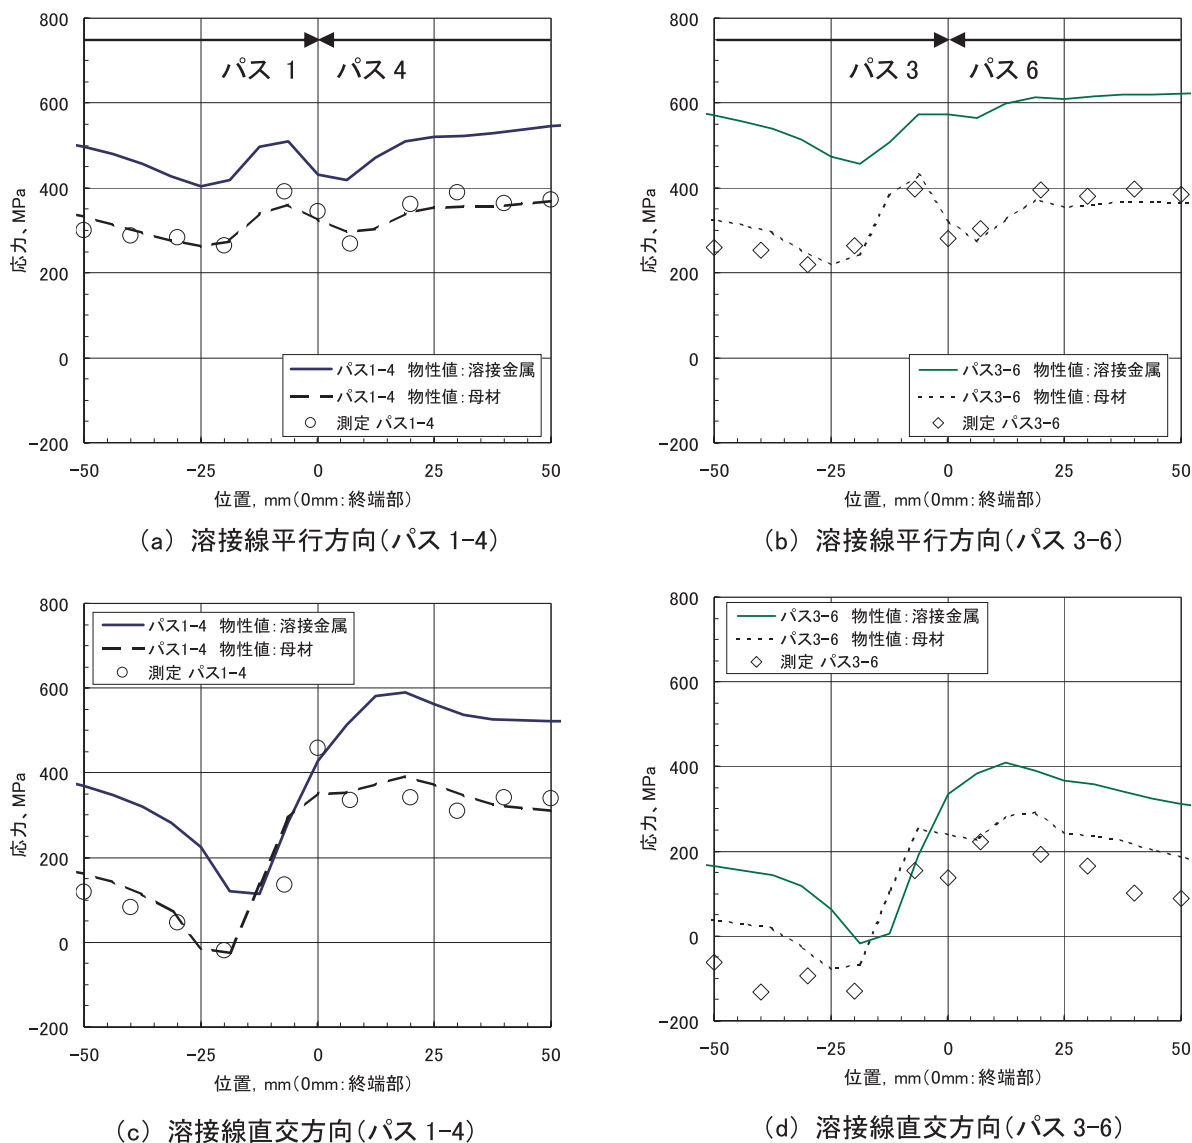 800
600
400
200
0
-200
応力、MPa
パス 1
パス 4
パス1-4 物性値:溶接金属
パス1-4 物性値:母材
測定 パス1-4
-50
-25
0
25
50
位置, mm(0mm:終端部)
(a) 溶接線平行方向(パス 1-4)
800
600
400
200
0
-200
応力、MPa
パス 3
パス 6
パス3-6 物性値:溶接金属
パス3-6 物性値:母材
測定 パス3-6
-50
-25
0
25
50
位置, mm(0mm:終端部)
(b) 溶接線平行方向(パス 3-6)
800
600
400
200
0
-200
応力、MPa
パス1-4 物性値:溶接金属
パス1-4 物性値:母材
測定 パス1-4
-50
-25
0
25
50
位置, mm(0mm:終端部)
(c) 溶接線直交方向(パス 1-4)
800
600
400
200
0
-200
応力、MPa
パス3-6 物性値:溶接金属
パス3-6 物性値:母材
測定 パス3-6
-50
-25
0
25
50
位置, mm(0mm:終端部)
(d) 溶接線直交方向(パス 3-6)